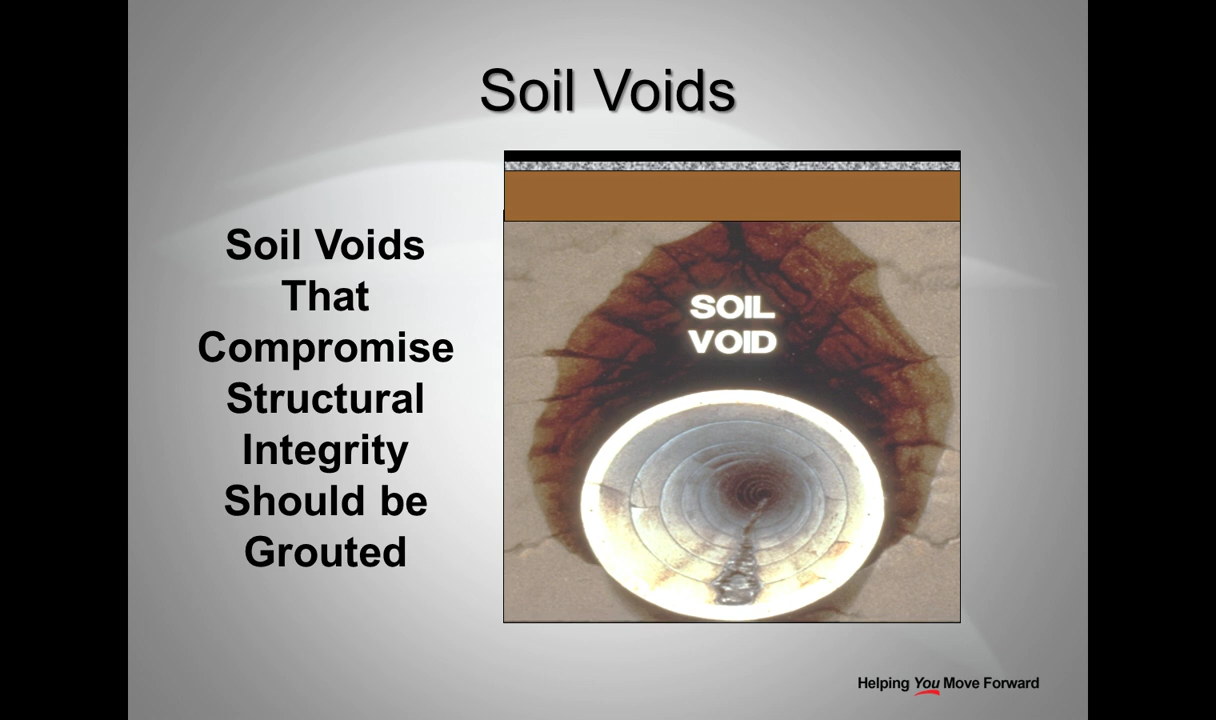 Soil Voids
Soil Voids
That
Compromise
Structural
Integrity
Should be
Grouted
SOIL
VOID
Helping You Move Forward